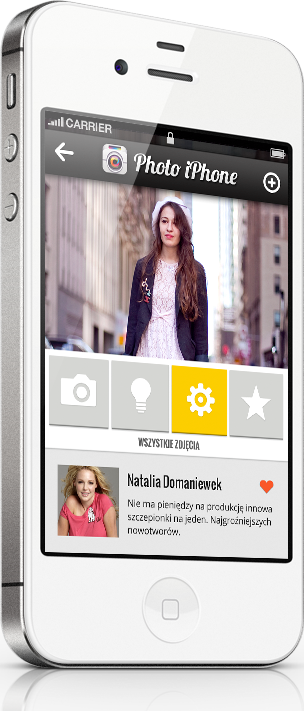 CARRIER
Photo iPhone
WSZYSTKIE ZDJĘCIA
Natalia Domaniewek
Nie ma pieniędzy na produkcję innowa
szczepionki na jeden. Najgroźniejszych
nowotworów.